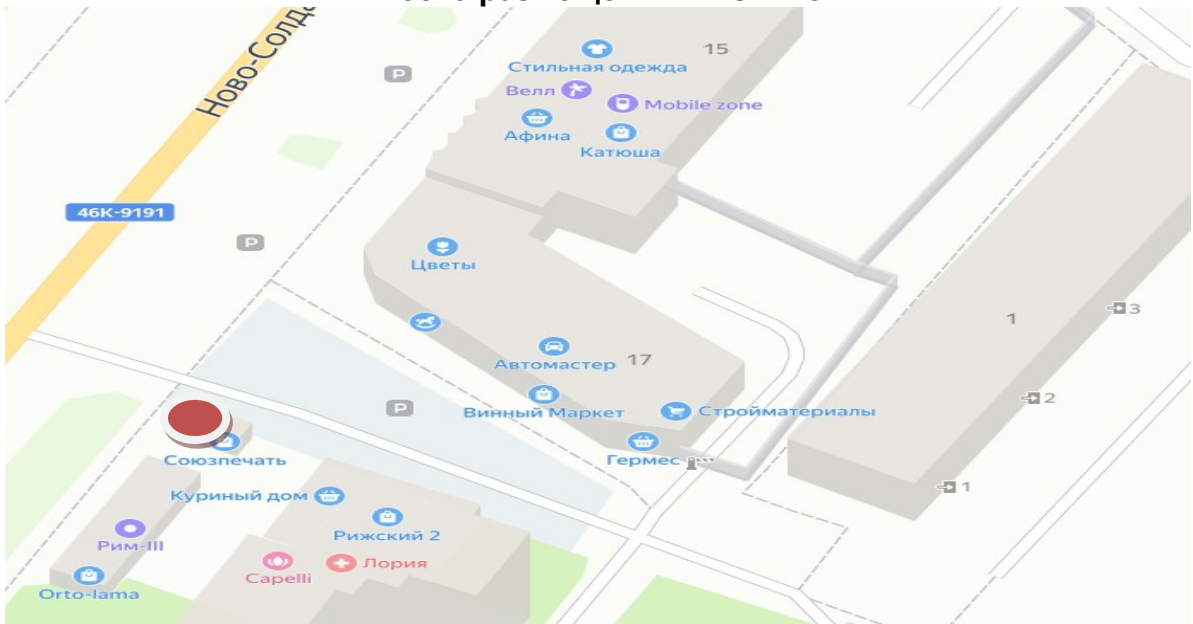 Ново-Солдо
15
P
Стильная одежда
Велл
Mobile zone
Афина
Катюша
46К-9191
P
Цветы
3
1
Автомастер
17
2
P
Винный Маркет
Стройматериалы
Союзпечать
Гермес
1
Куриный дом
Рижский 2
Рим-III
Capelli
Лория
Orto-lama